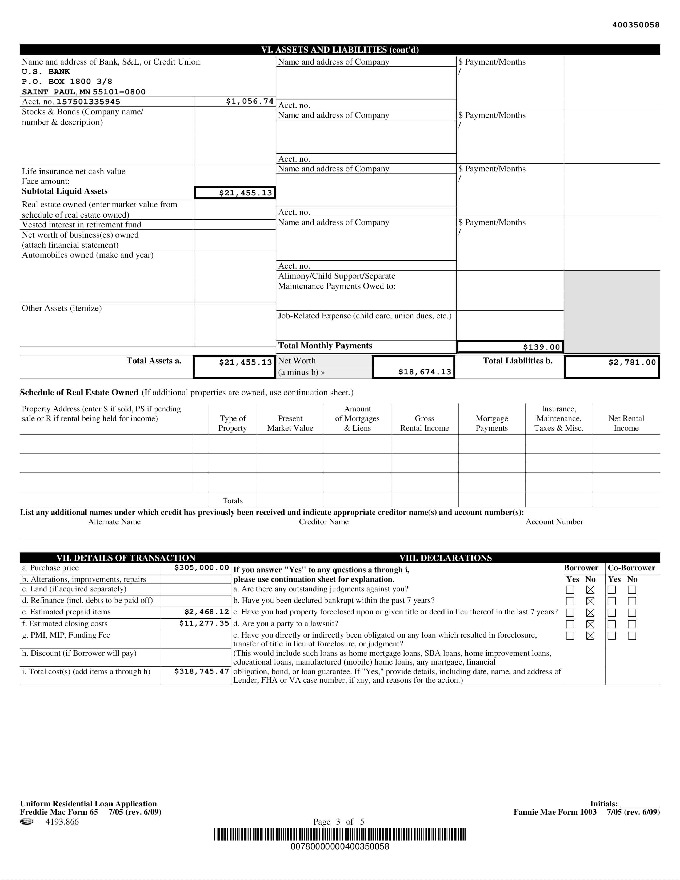 400350058
VI. ASSETS AND LIABILITIES (cont'd)
Name and address of Bank, S&L, or Credit Union
U.S. BANK
P.O. BOX 1800 3/8
SAINT PAUL, MN 55101-0800
Acct. no. 157501335945 $1,056.74
Stocks & Bonds (Company name/
number & description)
Life insurance net cash value
Face amount:
Subtotal Liquid Assets $21,455.13
Real estate owned (enter market value from
schedule of real estate owned)
Vested interest in retirement fund
Net worth of business(es) owned
(attach financial statement)
Automobiles owned (make and year)
Other Assets (itemize)
Name and address of Company $ Payment/Months
/
Acct. no.
Name and address of Company $ Payment/Months
/
Acct. no.
Name and address of Company $ Payment/Months
/
Acct. no.
Name and address of Company $ Payment/Months
/
Acct. no.
Alimony/Child Support/Separate
Maintenance Payments Owed to:
Job-Related Expense (child care, union dues, etc.)
Total Monthly Payments $139.00
Total Assets a. $21,455.13 Net Worth
(a minus b) » $18,674.13 Total Liabilities b. $2,781.00
Schedule of Real Estate Owned (If additional properties are owned, use continuation sheet.)
Property Address (enter S if sold, PS if pending
sale or R if rental being held for income)
Type of
Property
Present
Market Value
Amount
of Mortgages
& Liens
Gross
Rental Income
Mortgage
Payments
Insurance,
Maintenance,
Taxes & Misc.
Net Rental
Income
Totals
List any additional names under which credit has previously been received and indicate appropriate creditor name(s) and account number(s):
Alternate Name Creditor Name Account Number
VII. DETAILS OF TRANSACTION
a. Purchase price $305,000.00
b. Alterations, improvements, repairs
c. Land (if acquired separately)
d. Refinance (incl. debts to be paid off)
e. Estimated prepaid items $2,468.12
f. Estimated closing costs $11,277.35
g. PMI, MIP, Funding Fee
h. Discount (if Borrower will pay)
i. Total cost(s) (add items a through h) $318,745.47
VIII. DECLARATIONS
If you answer "Yes" to any questions a through i,
please use continuation sheet for explanation.
Borrower Co-Borrower
Yes No Yes No
a. Are there any outstanding judgments against you?
b. Have you been declared bankrupt within the past 7 years?
c. Have you had property foreclosed upon or given title or deed in lieu thereof in the last 7 years?
d. Are you a party to a lawsuit?
e. Have you directly or indirectly been obligated on any loan which resulted in foreclosure,
transfer of title in lieu of foreclosure, or judgment?
(This would include such loans as home mortgage loans, SBA loans, home improvement loans,
educational loans, manufactured (mobile) home loans, any mortgage, financial
obligation, bond, or loan guarantee. If "Yes," provide details, including date, name, and address of
Lender, FHA or VA case number, if any, and reasons for the action.)
Uniform Residential Loan Application
Freddie Mac Form 65 7/05 (rev. 6/09)
4193.866
Page 3 of 5
00780000000400350058
Initials:
Fannie Mae Form 1003 7/05 (rev. 6/09)